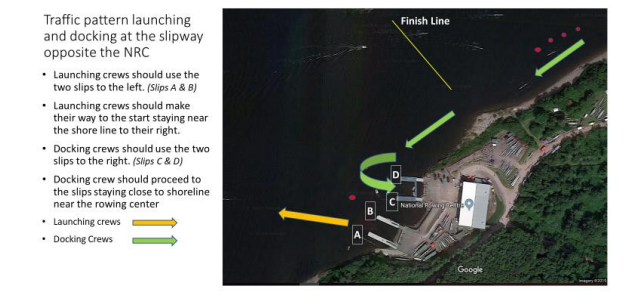 Traffic pattern launching
and docking at the slipway
opposite the NRC
• Launching crews should use the
two slips to the left. (Slips A & B)
• Launching crews should make
their way to the start staying near
the shore line to their right.
• Docking crews should use the two
slips to the right. (Slips C & D)
• Docking crew should proceed to
the slips staying close to shoreline
near the rowing center
• Launching crews
• Docking Crews
Finish Line
D
C
National Rowing Centre
B
A
Google